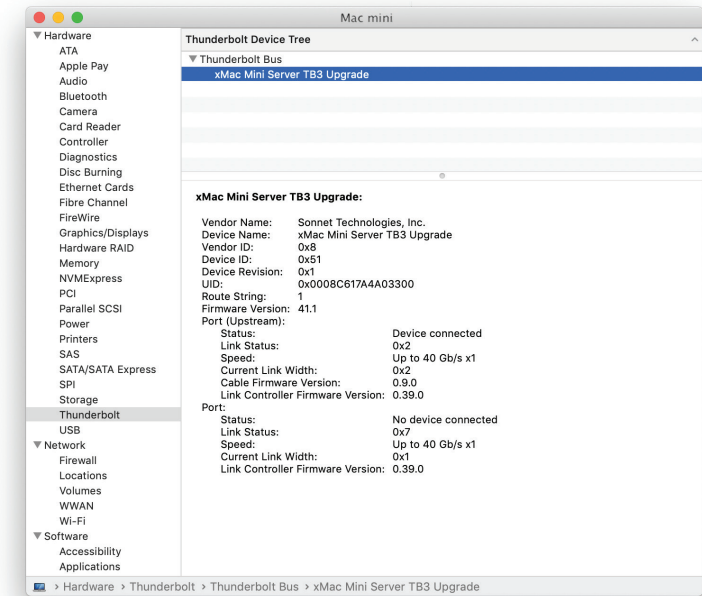 Mac mini
Hardware
ATA
Apple Pay
Audio
Bluetooth
Camera
Card Reader
Controller
Diagnostics
Disc Burning
Ethernet Cards
Fibre Channel
FireWire
Graphics/Displays
Hardware RAID
Memory
NVMExpress
PCI
Parallel SCSI
Power
Printers
SAS
SATA/SATA Express
SPI
Storage
Thunderbolt
USB
Network
Firewall
Locations
Volumes
WWAN
Wi-Fi
Software
Accessibility
Applications
Thunderbolt Device Tree
Thunderbolt Bus
xMac Mini Server TB3 Upgrade
xMac Mini Server TB3 Upgrade:
Vendor Name: Sonnet Technologies, Inc.
Device Name: xMac Mini Server TB3 Upgrade
Vendor ID: 0x8
Device ID: 0x51
Device Revision: 0x1
UID: 0x0008C617A4A03300
Route String: 1
Firmware Version: 41.1
Port (Upstream):
Status: Device connected
Link Status: 0x2
Speed: Up to 40 Gb/s x1
Current Link Width: 0x2
Cable Firmware Version: 0.9.0
Link Controller Firmware Version: 0.39.0
Port:
Status: No device connected
Link Status: 0x7
Speed: Up to 40 Gb/s x1
Current Link Width: 0x1
Link Controller Firmware Version: 0.39.0
› Hardware › Thunderbolt › Thunderbolt Bus › xMac Mini Server TB3 Upgrade